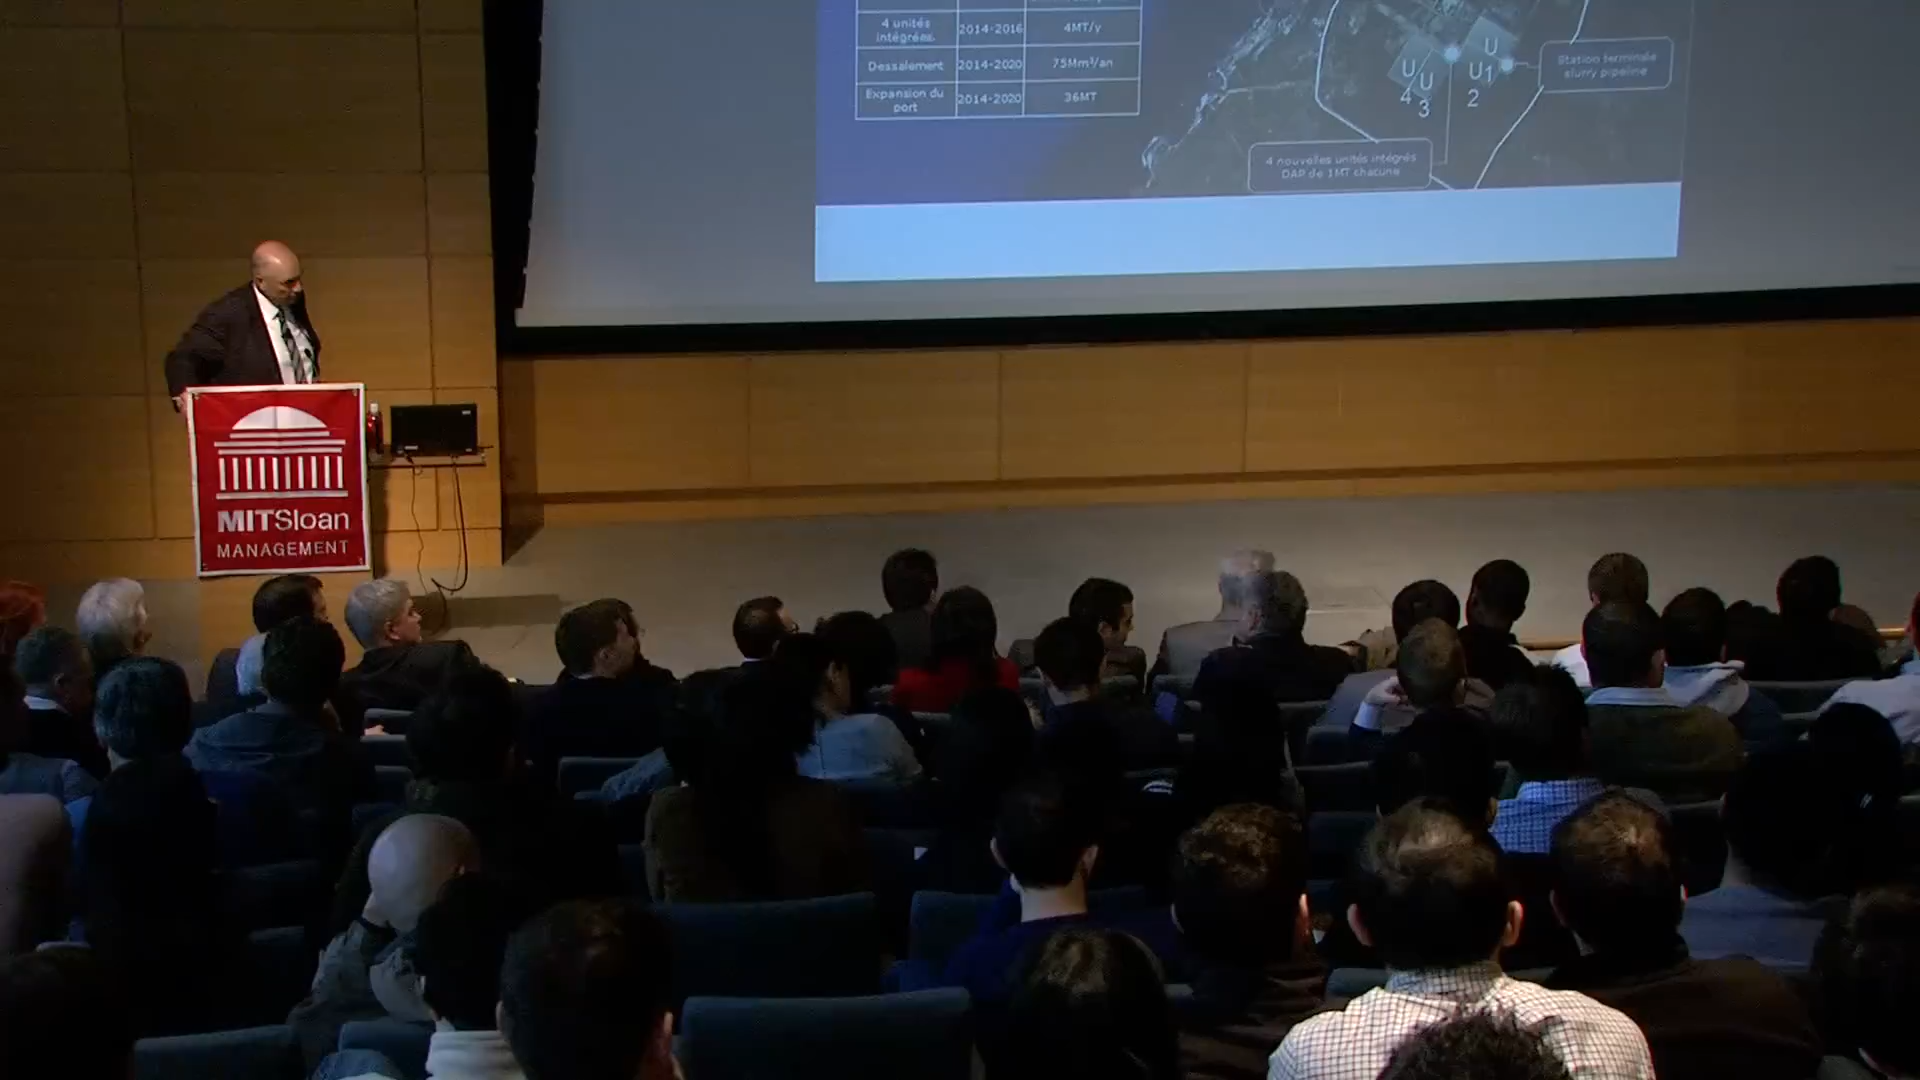 4 unités
intégrées.
2014-2016
4MT/y
Dessalement
2014-2020
75Mm³/an
Expansion du
port
2014-2020
36MT
U
U
4
U
3
U1
2
Station terminale
slurry pipeline
4 nouvelles unités intégrés
DAP de 1MT chacune
MITSloan
MANAGEMENT